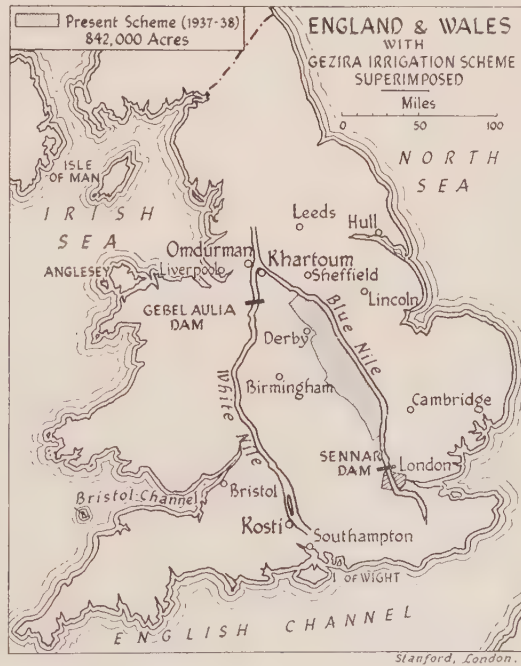 Present Scheme (1937-38)
842,000 Acres
ENGLAND & WALES
WITH
GEZIRA IRRIGATION SCHEME
SUPERIMPOSED
Miles
0 50 100
NORTH
SEA
ISLE
OF MAN
IRISH
SEA
ANGLESEY
Leeds
Hull
Omdurman
Khartoum
Liverpool
Sheffield
Lincoln
GEBEL AULIA
DAM
Blue Nile
Derby
White Nile
Birmingham
Cambridge
SENNAR
DAM
London
Bristol Channel
Bristol
Kosti
Southampton
I OF WIGHT
ENGLISH CHANNEL
Stanford, London.